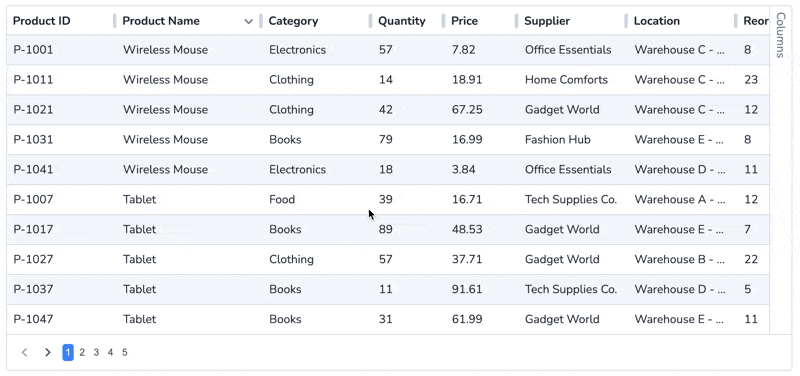 Product ID Product Name Category Quantity Price Supplier Location Reor
P-1001 Wireless Mouse Electronics 57 7.82 Office Essentials Warehouse C - ... 8
P-1011 Wireless Mouse Clothing 14 18.91 Home Comforts Warehouse C - ... 23
P-1021 Wireless Mouse Clothing 42 67.25 Gadget World Warehouse C - ... 12
P-1031 Wireless Mouse Books 79 16.99 Fashion Hub Warehouse E - ... 8
P-1041 Wireless Mouse Electronics 18 3.84 Office Essentials Warehouse D - ... 11
P-1007 Tablet Food 39 16.71 Tech Supplies Co. Warehouse A - ... 12
P-1017 Tablet Books 89 48.53 Gadget World Warehouse E - ... 7
P-1027 Tablet Clothing 57 37.71 Gadget World Warehouse B - ... 22
P-1037 Tablet Books 11 91.61 Tech Supplies Co. Warehouse D - ... 5
P-1047 Tablet Books 31 61.99 Gadget World Warehouse E - ... 11
1 2 3 4 5
Columns